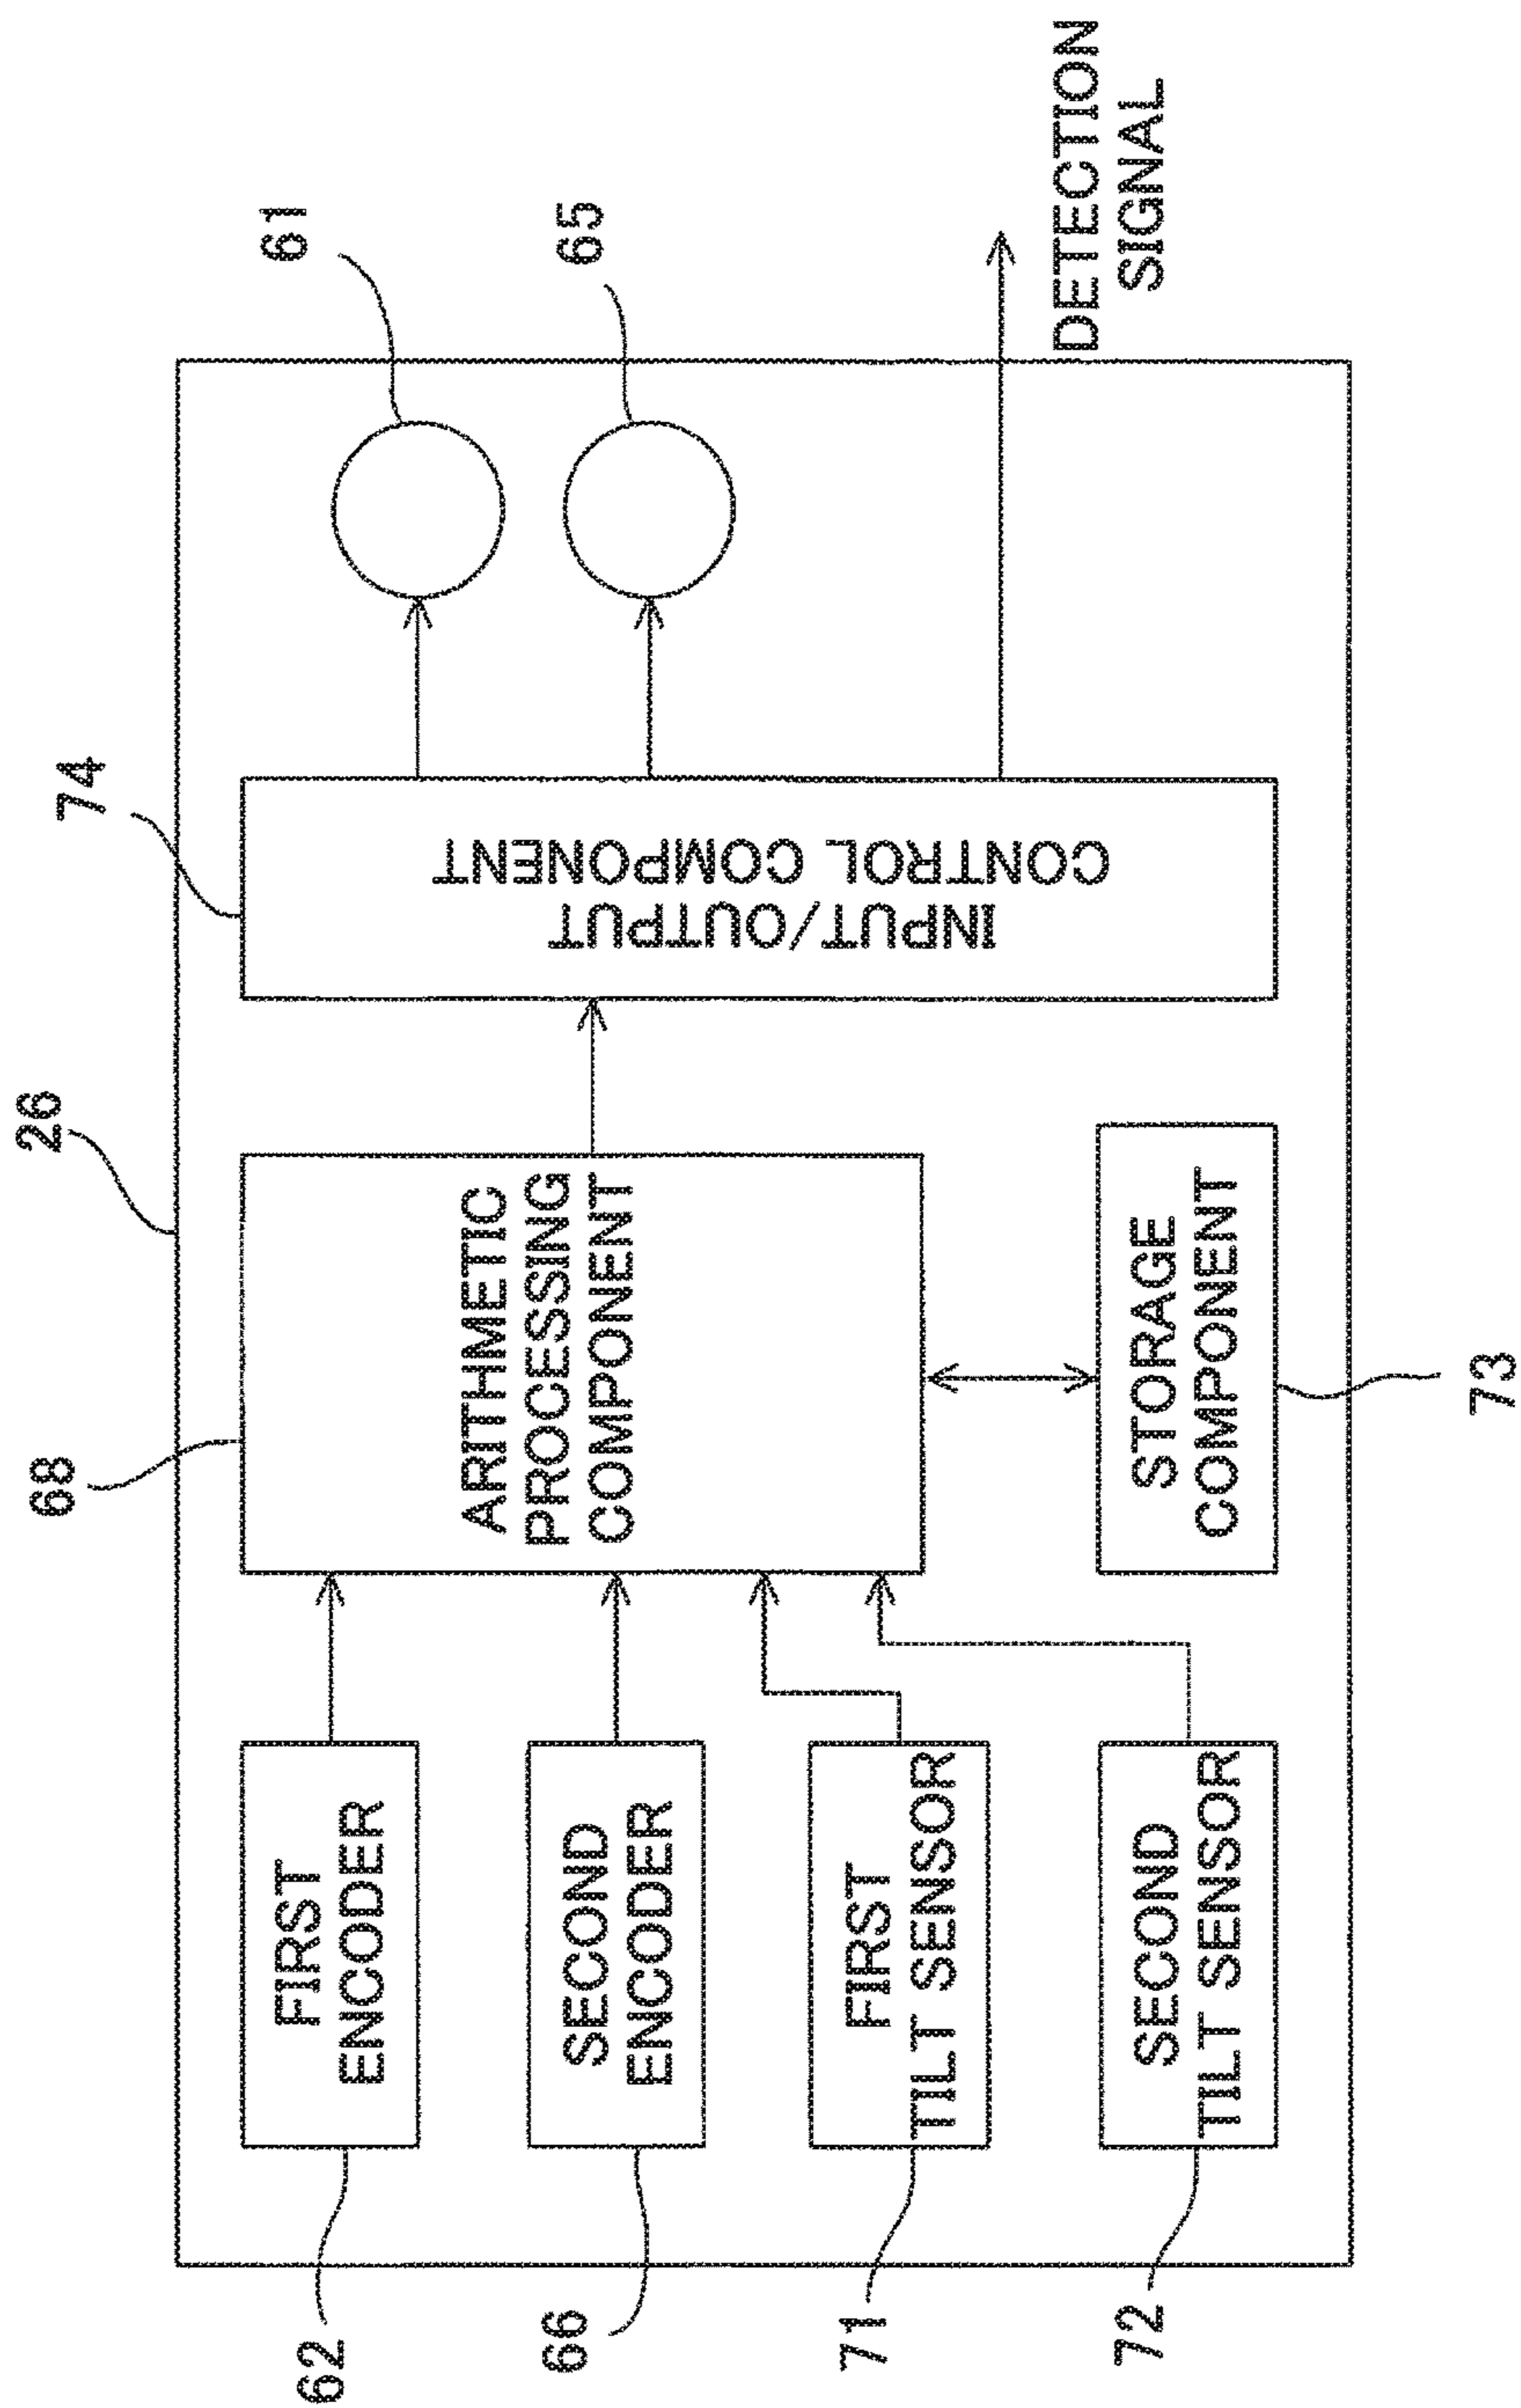 26
68
74
61
65
62
FIRST
ENCODER
66
SECOND
ENCODER
71
FIRST
TILT SENSOR
72
SECOND
TILT SENSOR
ARITHMETIC
PROCESSING
COMPONENT
STORAGE
COMPONENT
73
INPUT/OUTPUT
CONTROL COMPONENT
DETECTION
SIGNAL